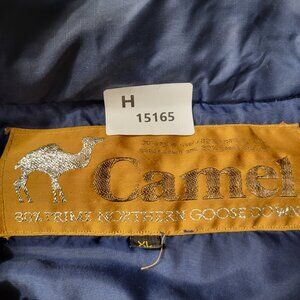 H
15165
Camel
80% PRIME NORTHERN GOOSE DOWN
XL